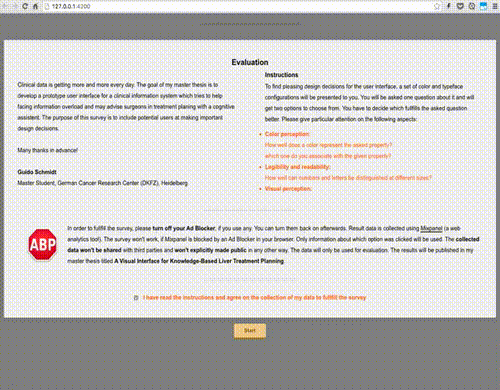 127.0.0.1:4200
Evaluation
Clinical data is getting more and more every day. The goal of my master thesis is to
develop a prototype user interface for a clinical information system which tries to help
facing information overload and may advise surgeons in treatment planing with a cognitive
assistent. The purpose of this survey is to include potential users at making important
design decisions.
Many thanks in advance!
Guido Schmidt
Master Student, German Cancer Research Center (DKFZ), Heidelberg
Instructions
To find pleasing design decisions for the user interface, a set of color and typeface
configurations will be presented to you. You will be asked one question about it and will
get two options to choose from. You have to decide which fulfills the asked question
better. Please give particular attention on the following aspects:
• Color perception:
How well does a color represent the asked property?
which one do you associate with the given property?
• Legibility and readability:
How well can numbers and letters be distinguished at different sizes?
• Visual perception:
ABP
In order to fulfill the survey, please turn off your Ad Blocker, if you use any. You can turn them back on afterwards. Result data is collected using Mixpanel (a web
analytics tool). The survey won't work, if Mixpanel is blocked by an Ad Blocker in your browser. Only information about which option was clicked will be used. The collected
data won't be shared with third parties and won't explicitly made public in any other way. The data will only be used for evaluation. The results will be published in my
master thesis titled A Visual Interface for Knowledge-Based Liver Treatment Planning
I have read the instructions and agree on the collection of my data to fullfill the survey
Start